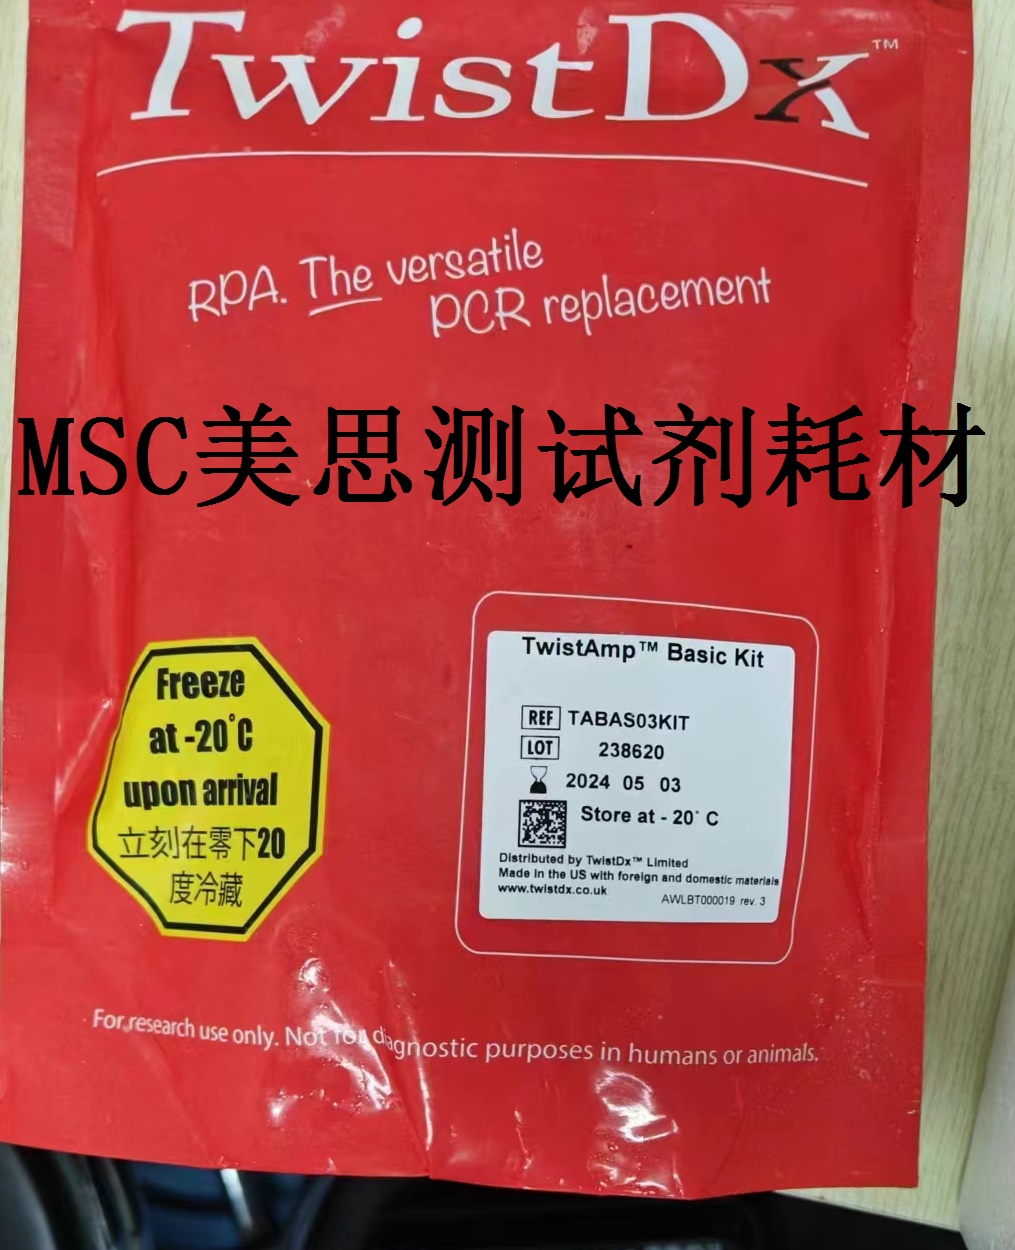 TwistDx™
RPA. The versatile
PCR replacement
MSC美思测试剂耗材
Freeze
at -20°C
upon arrival
立刻在零下20
度冷藏
TwistAmp™ Basic Kit
REF TABAS03KIT
LOT 238620
2024 05 03
Store at - 20° C
Distributed by TwistDx™ Limited
Made in the US with foreign and domestic materials
www.twistdx.co.uk
AWLBT000019 rev. 3
For research use only. Not for diagnostic purposes in humans or animals.